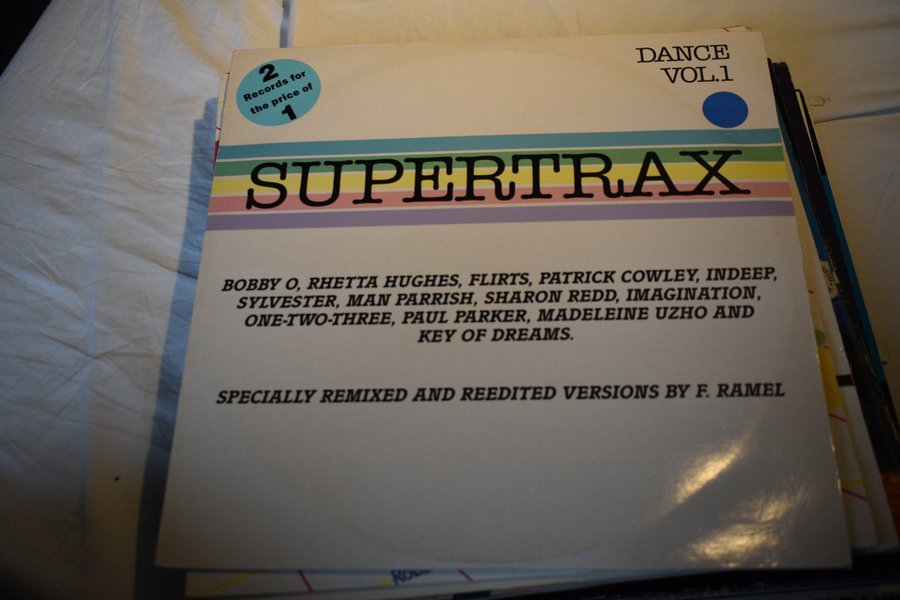 2
Records for
the price of
1
DANCE
VOL.1
SUPERTRAX
BOBBY O, RHETTA HUGHES, FLIRTS, PATRICK COWLEY, INDEEP,
SYLVESTER, MAN PARRISH, SHARON REDD, IMAGINATION,
ONE-TWO-THREE, PAUL PARKER, MADELEINE UZHO AND
KEY OF DREAMS.
SPECIALLY REMIXED AND REEDITED VERSIONS BY F. RAMEL